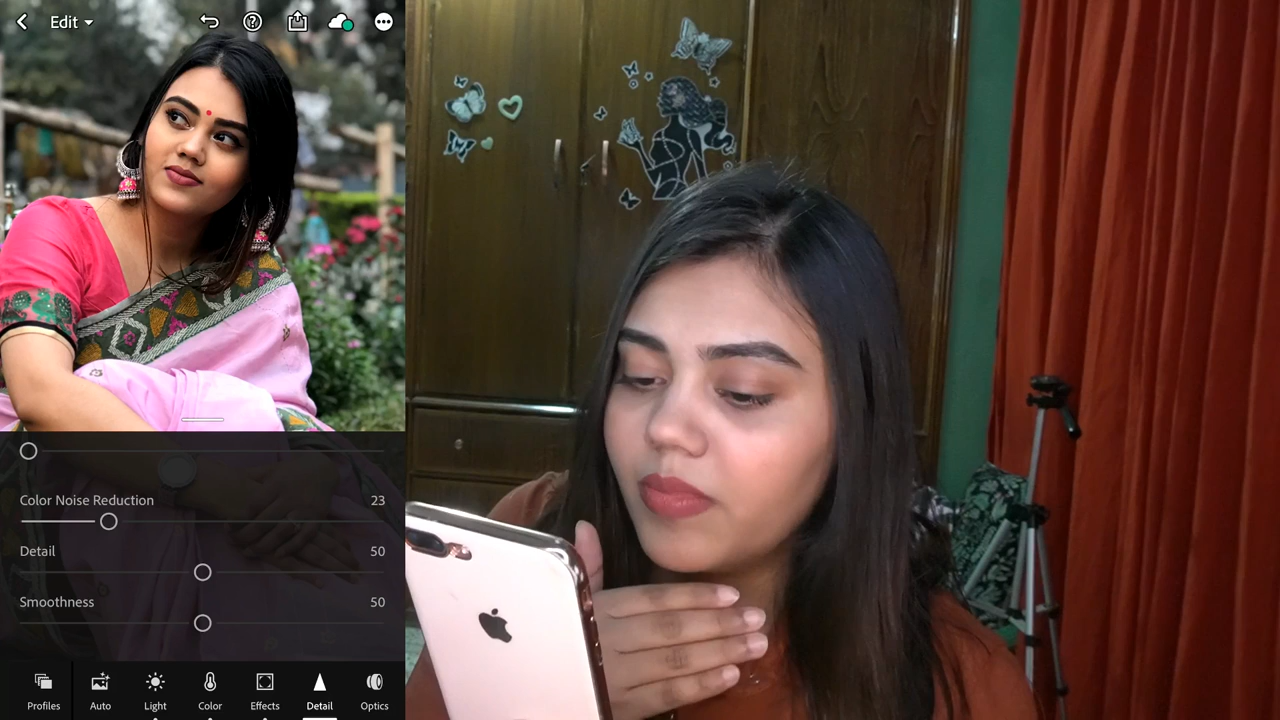 Edit
Color Noise Reduction 23
Detail 50
Smoothness 50
Profiles Auto Light Color Effects Detail Optics